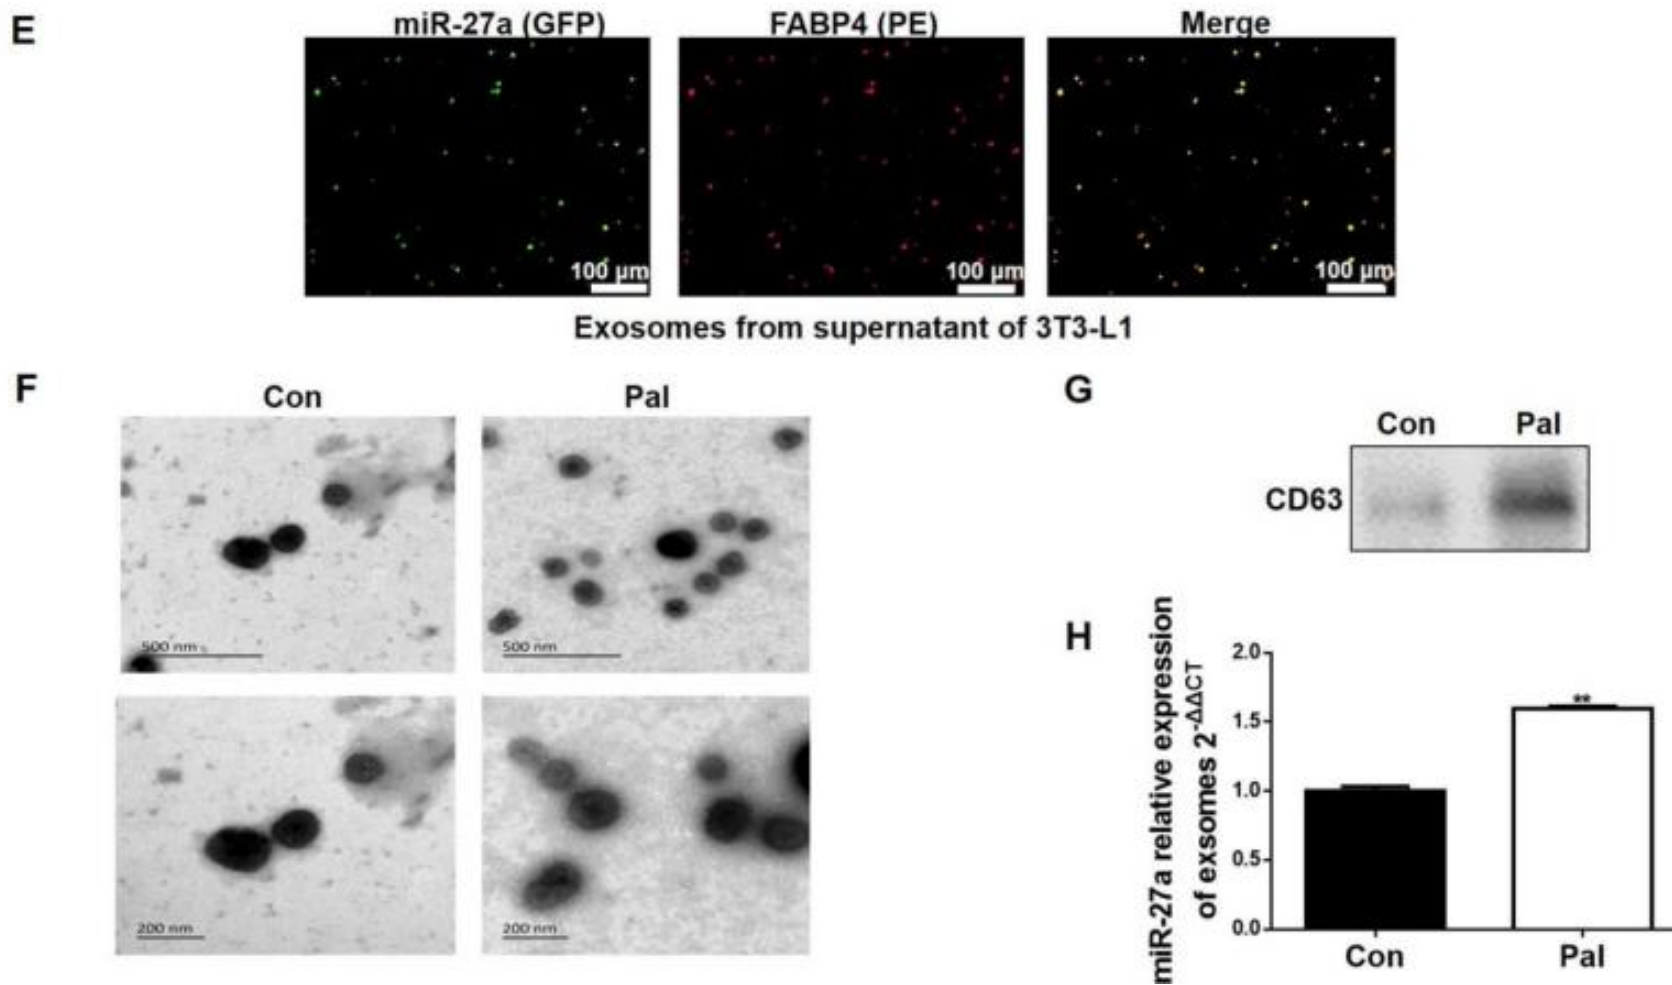 E
miR-27a (GFP) FABP4 (PE) Merge
100 µm 100 µm 100 µm
Exosomes from supernatant of 3T3-L1
F
Con Pal
500 nm 500 nm
200 nm 200 nm
G
Con Pal
CD63
H
miR-27a relative expression
of exsomes 2-ΔΔCT
2.0
**
1.5
1.0
0.5
0.0
Con Pal